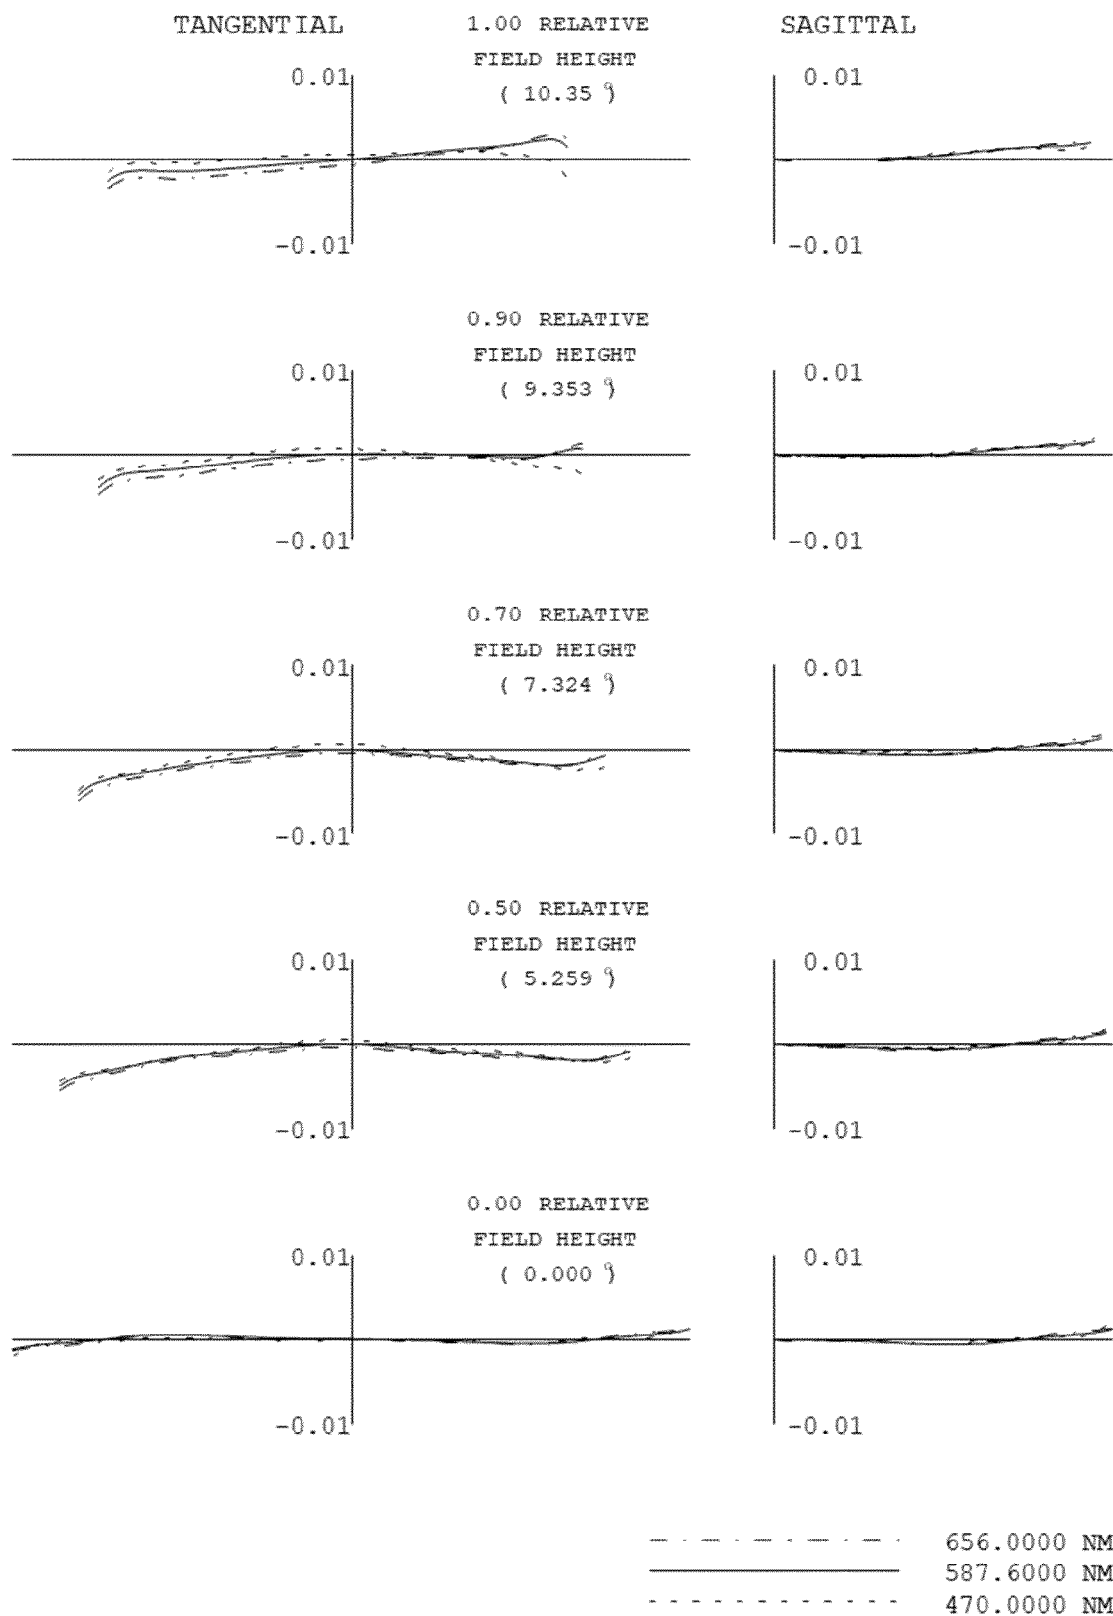 TANGENTIAL 1.00 RELATIVE SAGITTAL
FIELD HEIGHT
0.01 0.01
( 10.35 °)
-0.01 -0.01
0.90 RELATIVE
FIELD HEIGHT
0.01 0.01
( 9.353 °)
-0.01 -0.01
0.70 RELATIVE
FIELD HEIGHT
0.01 0.01
( 7.324 °)
-0.01 -0.01
0.50 RELATIVE
FIELD HEIGHT
0.01 0.01
( 5.259 °)
-0.01 -0.01
0.00 RELATIVE
FIELD HEIGHT
0.01 0.01
( 0.000 °)
-0.01 -0.01
656.0000 NM
587.6000 NM
470.0000 NM